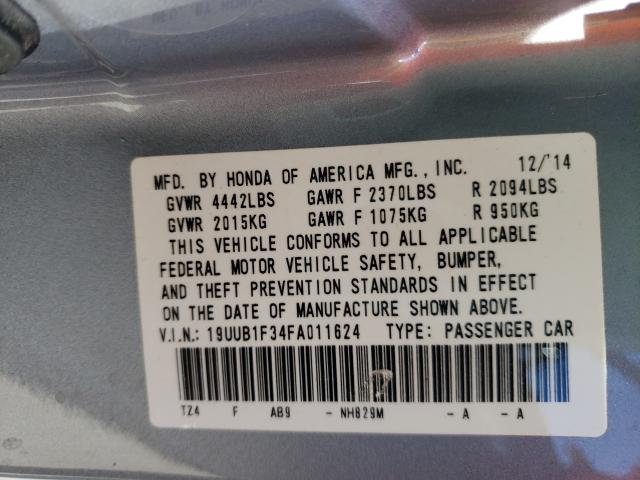 MFD. BY HONDA OF AMERICA MFG., INC. 12/'14
GVWR 4442LBS GAWR F 2370LBS R 2094LBS
GVWR 2015KG GAWR F 1075KG R 950KG
THIS VEHICLE CONFORMS TO ALL APPLICABLE
FEDERAL MOTOR VEHICLE SAFETY, BUMPER,
AND THEFT PREVENTION STANDARDS IN EFFECT
ON THE DATE OF MANUFACTURE SHOWN ABOVE.
V.I.N.: 19UUB1F34FA011624 TYPE: PASSENGER CAR
TZ4 F AB9 - NH829M - A - A